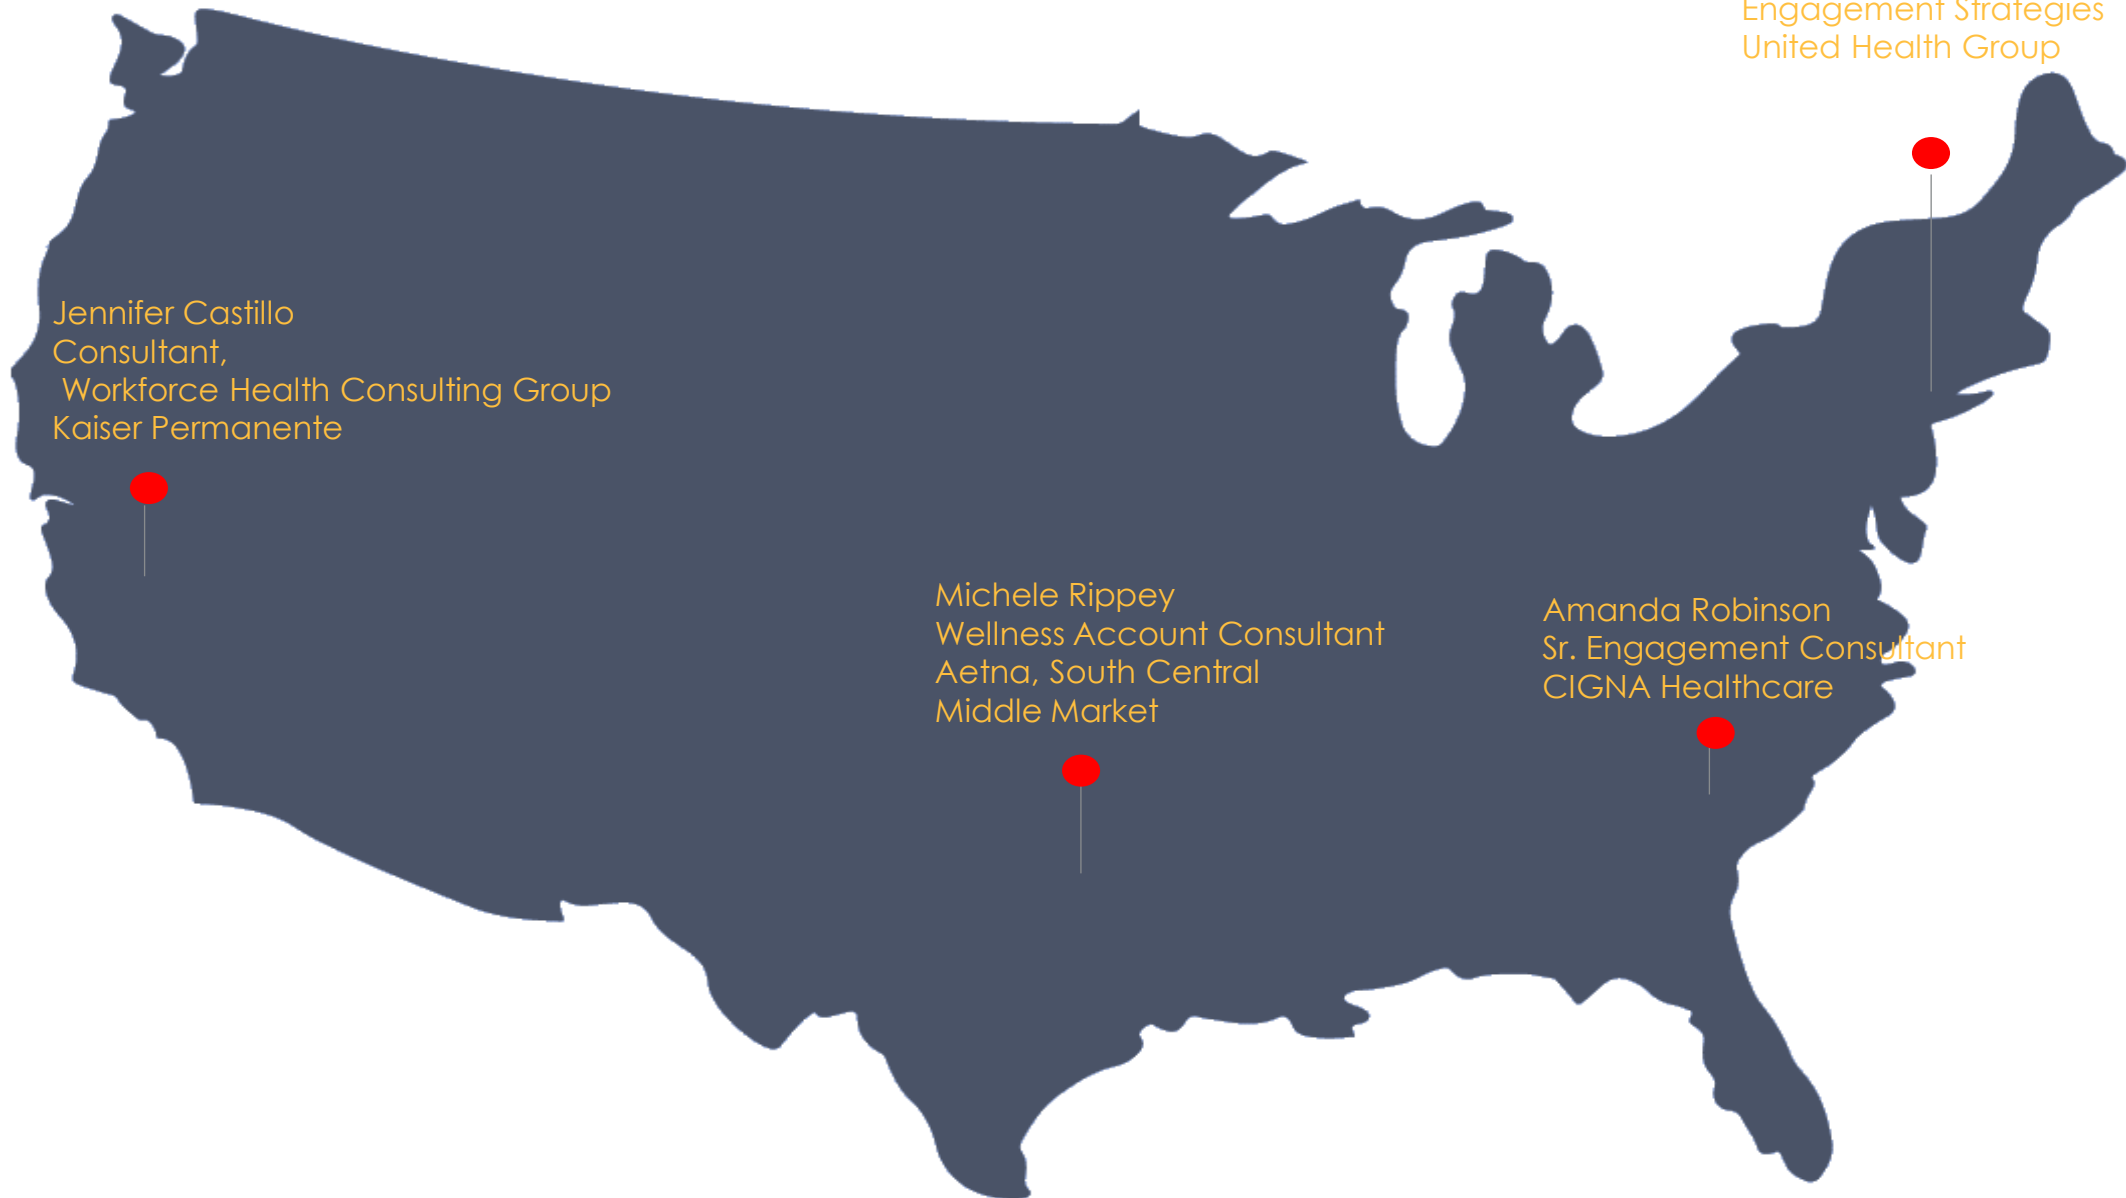 Engagement Strategies
United Health Group
Jennifer Castillo
Consultant,
Workforce Health Consulting Group
Kaiser Permanente
Michele Rippey
Wellness Account Consultant
Aetna, South Central
Middle Market
Amanda Robinson
Sr. Engagement Consultant
CIGNA Healthcare